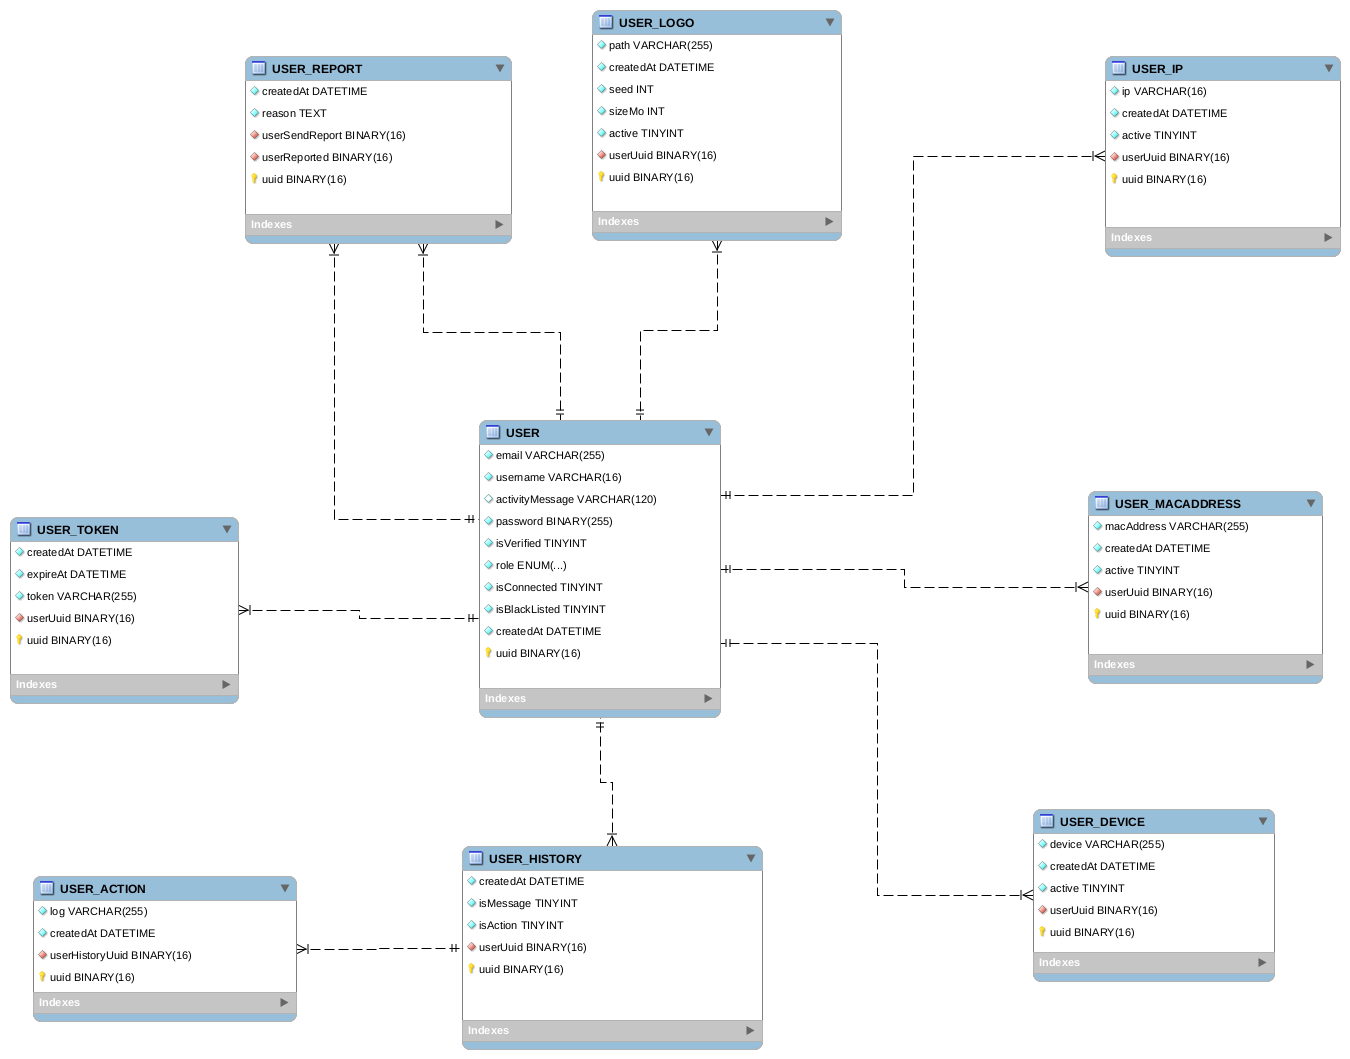 USER_REPORT
createdAt DATETIME
reason TEXT
userSendReport BINARY(16)
userReported BINARY(16)
uuid BINARY(16)
Indexes
USER_LOGO
path VARCHAR(255)
createdAt DATETIME
seed INT
sizeMo INT
active TINYINT
userUuid BINARY(16)
uuid BINARY(16)
Indexes
USER_IP
ip VARCHAR(16)
createdAt DATETIME
active TINYINT
userUuid BINARY(16)
uuid BINARY(16)
Indexes
USER_TOKEN
createdAt DATETIME
expireAt DATETIME
token VARCHAR(255)
userUuid BINARY(16)
uuid BINARY(16)
Indexes
USER
email VARCHAR(255)
username VARCHAR(16)
activityMessage VARCHAR(120)
password BINARY(255)
isVerified TINYINT
role ENUM(...)
isConnected TINYINT
isBlackListed TINYINT
createdAt DATETIME
uuid BINARY(16)
Indexes
USER_MACADDRESS
macAddress VARCHAR(255)
createdAt DATETIME
active TINYINT
userUuid BINARY(16)
uuid BINARY(16)
Indexes
USER_ACTION
log VARCHAR(255)
createdAt DATETIME
userHistoryUuid BINARY(16)
uuid BINARY(16)
Indexes
USER_HISTORY
createdAt DATETIME
isMessage TINYINT
isAction TINYINT
userUuid BINARY(16)
uuid BINARY(16)
Indexes
USER_DEVICE
device VARCHAR(255)
createdAt DATETIME
active TINYINT
userUuid BINARY(16)
uuid BINARY(16)
Indexes